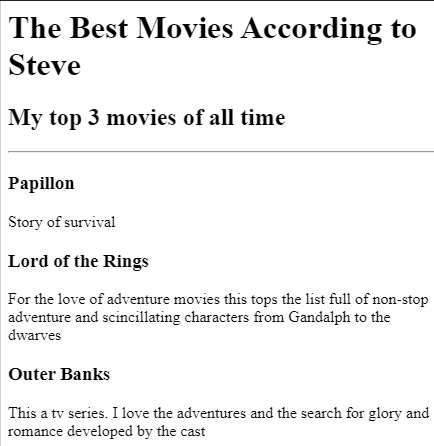 The Best Movies According to
Steve
My top 3 movies of all time
Papillon
Story of survival
Lord of the Rings
For the love of adventure movies this tops the list full of non-stop
adventure and scincillating characters from Gandalph to the
dwarves
Outer Banks
This a tv series. I love the adventures and the search for glory and
romance developed by the cast